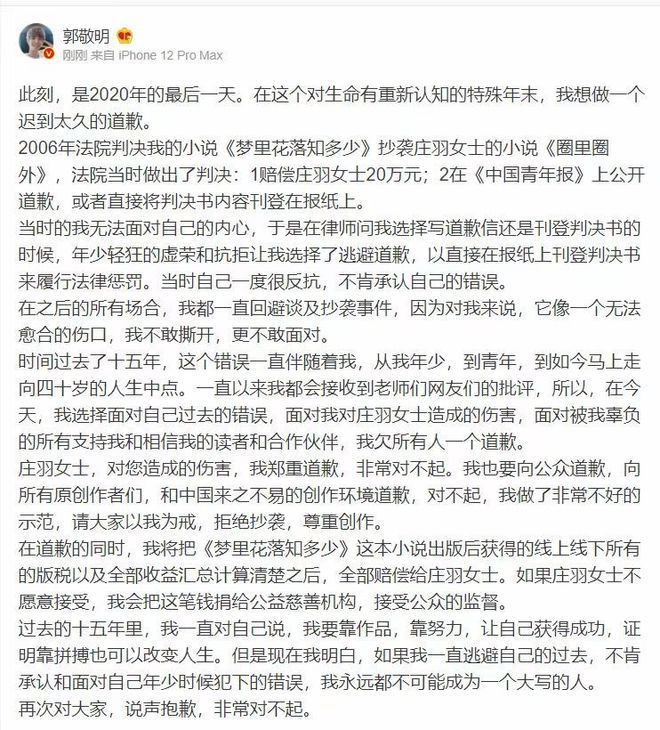 郭敬明
刚刚 来自 iPhone 12 Pro Max
此刻，是2020年的最后一天。在这个对生命有重新认知的特殊年末，我想做一个
迟到太久的道歉。
2006年法院判决我的小说《梦里花落知多少》抄袭庄羽女士的小说《圈里圈
外》，法院当时做出了判决：1赔偿庄羽女士20万元；2在《中国青年报》上公开
道歉，或者直接将判决书内容刊登在报纸上。
当时的我无法面对自己的内心，于是在律师问我选择写道歉信还是刊登判决书的
时候，年少轻狂的虚荣和抗拒让我选择了逃避道歉，以直接在报纸上刊登判决书
来履行法律惩罚。当时自己一度很反抗，不肯承认自己的错误。
在之后的所有场合，我都一直回避谈及抄袭事件，因为对我来说，它像一个无法
愈合的伤口，我不敢撕开，更不敢面对。
时间过去了十五年，这个错误一直伴随着我，从我年少，到青年，到如今马上走
向四十岁的人生中点。一直以来我都会接收到老师们网友们的批评，所以，在今
天，我选择面对自己过去的错误，面对我对庄羽女士造成的伤害，面对被我辜负
的所有支持我和相信我的读者和合作伙伴，我欠所有人一个道歉。
庄羽女士，对您造成的伤害，我郑重道歉，非常对不起。我也要向公众道歉，向
所有原创作者们，和中国来之不易的创作环境道歉，对不起，我做了非常不好的
示范，请大家以我为戒，拒绝抄袭，尊重创作。
在道歉的同时，我将把《梦里花落知多少》这本小说出版后获得的线上线下所有
的版税以及全部收益汇总计算清楚之后，全部赔偿给庄羽女士。如果庄羽女士不
愿意接受，我会把这笔钱捐给公益慈善机构，接受公众的监督。
过去的十五年里，我一直对自己说，我要靠作品，靠努力，让自己获得成功，证
明靠拼搏也可以改变人生。但是现在我明白，如果我一直逃避自己的过去，不肯
承认和面对自己年少时候犯下的错误，我永远都不可能成为一个大写的人。
再次对大家，说声抱歉，非常对不起。